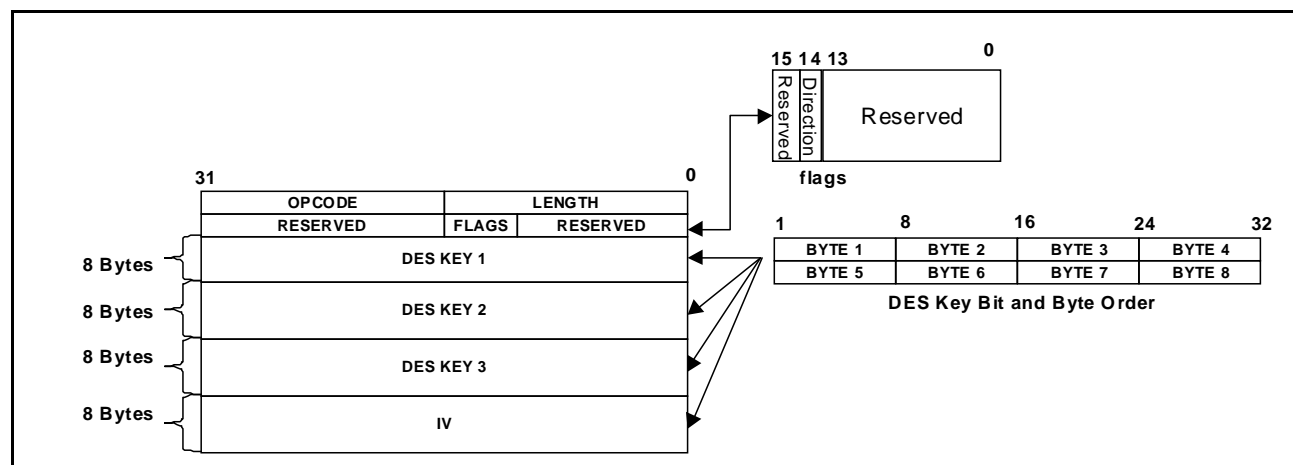 15 14 13 0
Reserved
Direction
Reserved
flags
31 0
OPCODE LENGTH
RESERVED FLAGS RESERVED
1 8 16 24 32
BYTE 1 BYTE 2 BYTE 3 BYTE 4
BYTE 5 BYTE 6 BYTE 7 BYTE 8
DES Key Bit and Byte Order
8 Bytes DES KEY 1
8 Bytes DES KEY 2
8 Bytes DES KEY 3
8 Bytes IV